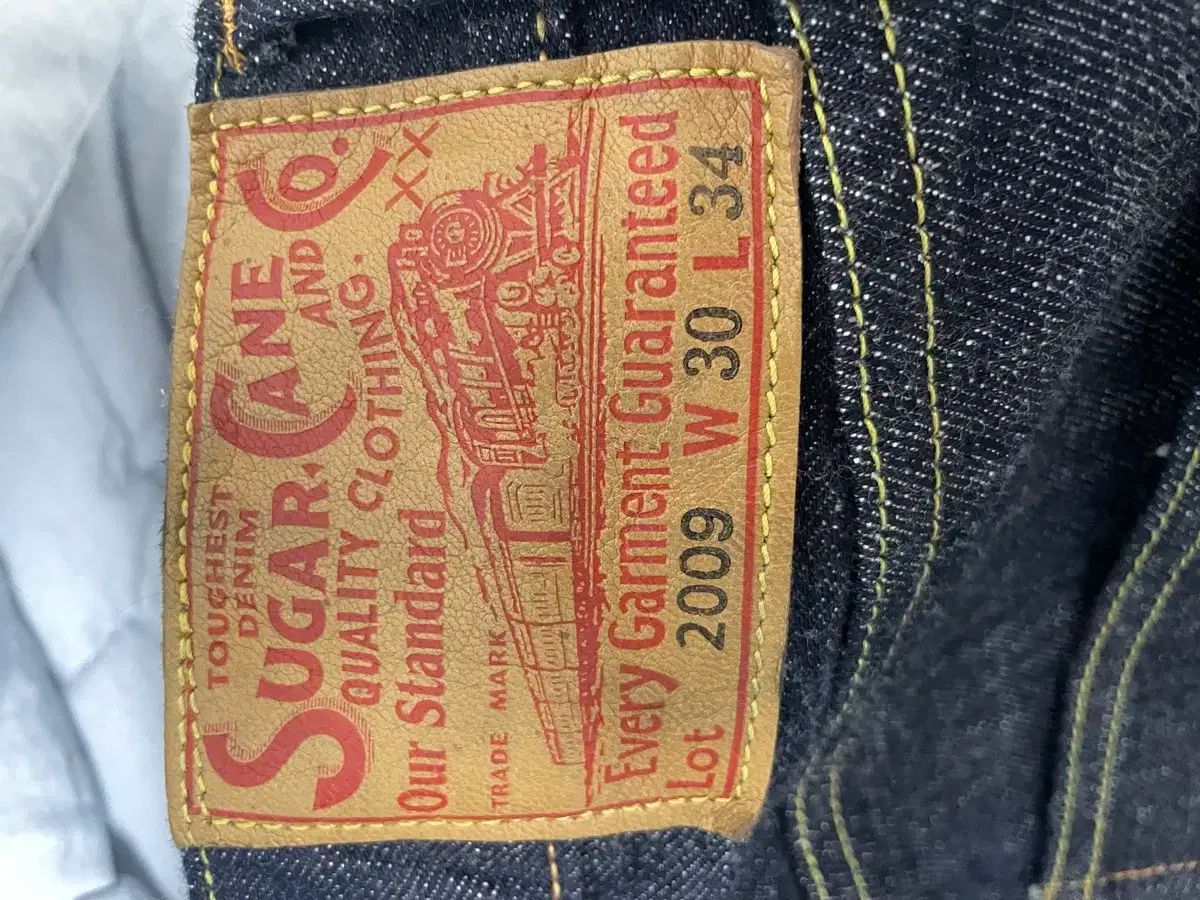 TOUGHEST
DENIM
SUGAR CANE
AND
CO.
QUALITY CLOTHING.
XX
Our Standard
TRADE MARK
Every Garment Guaranteed
Lot 2009 W 30 L 34